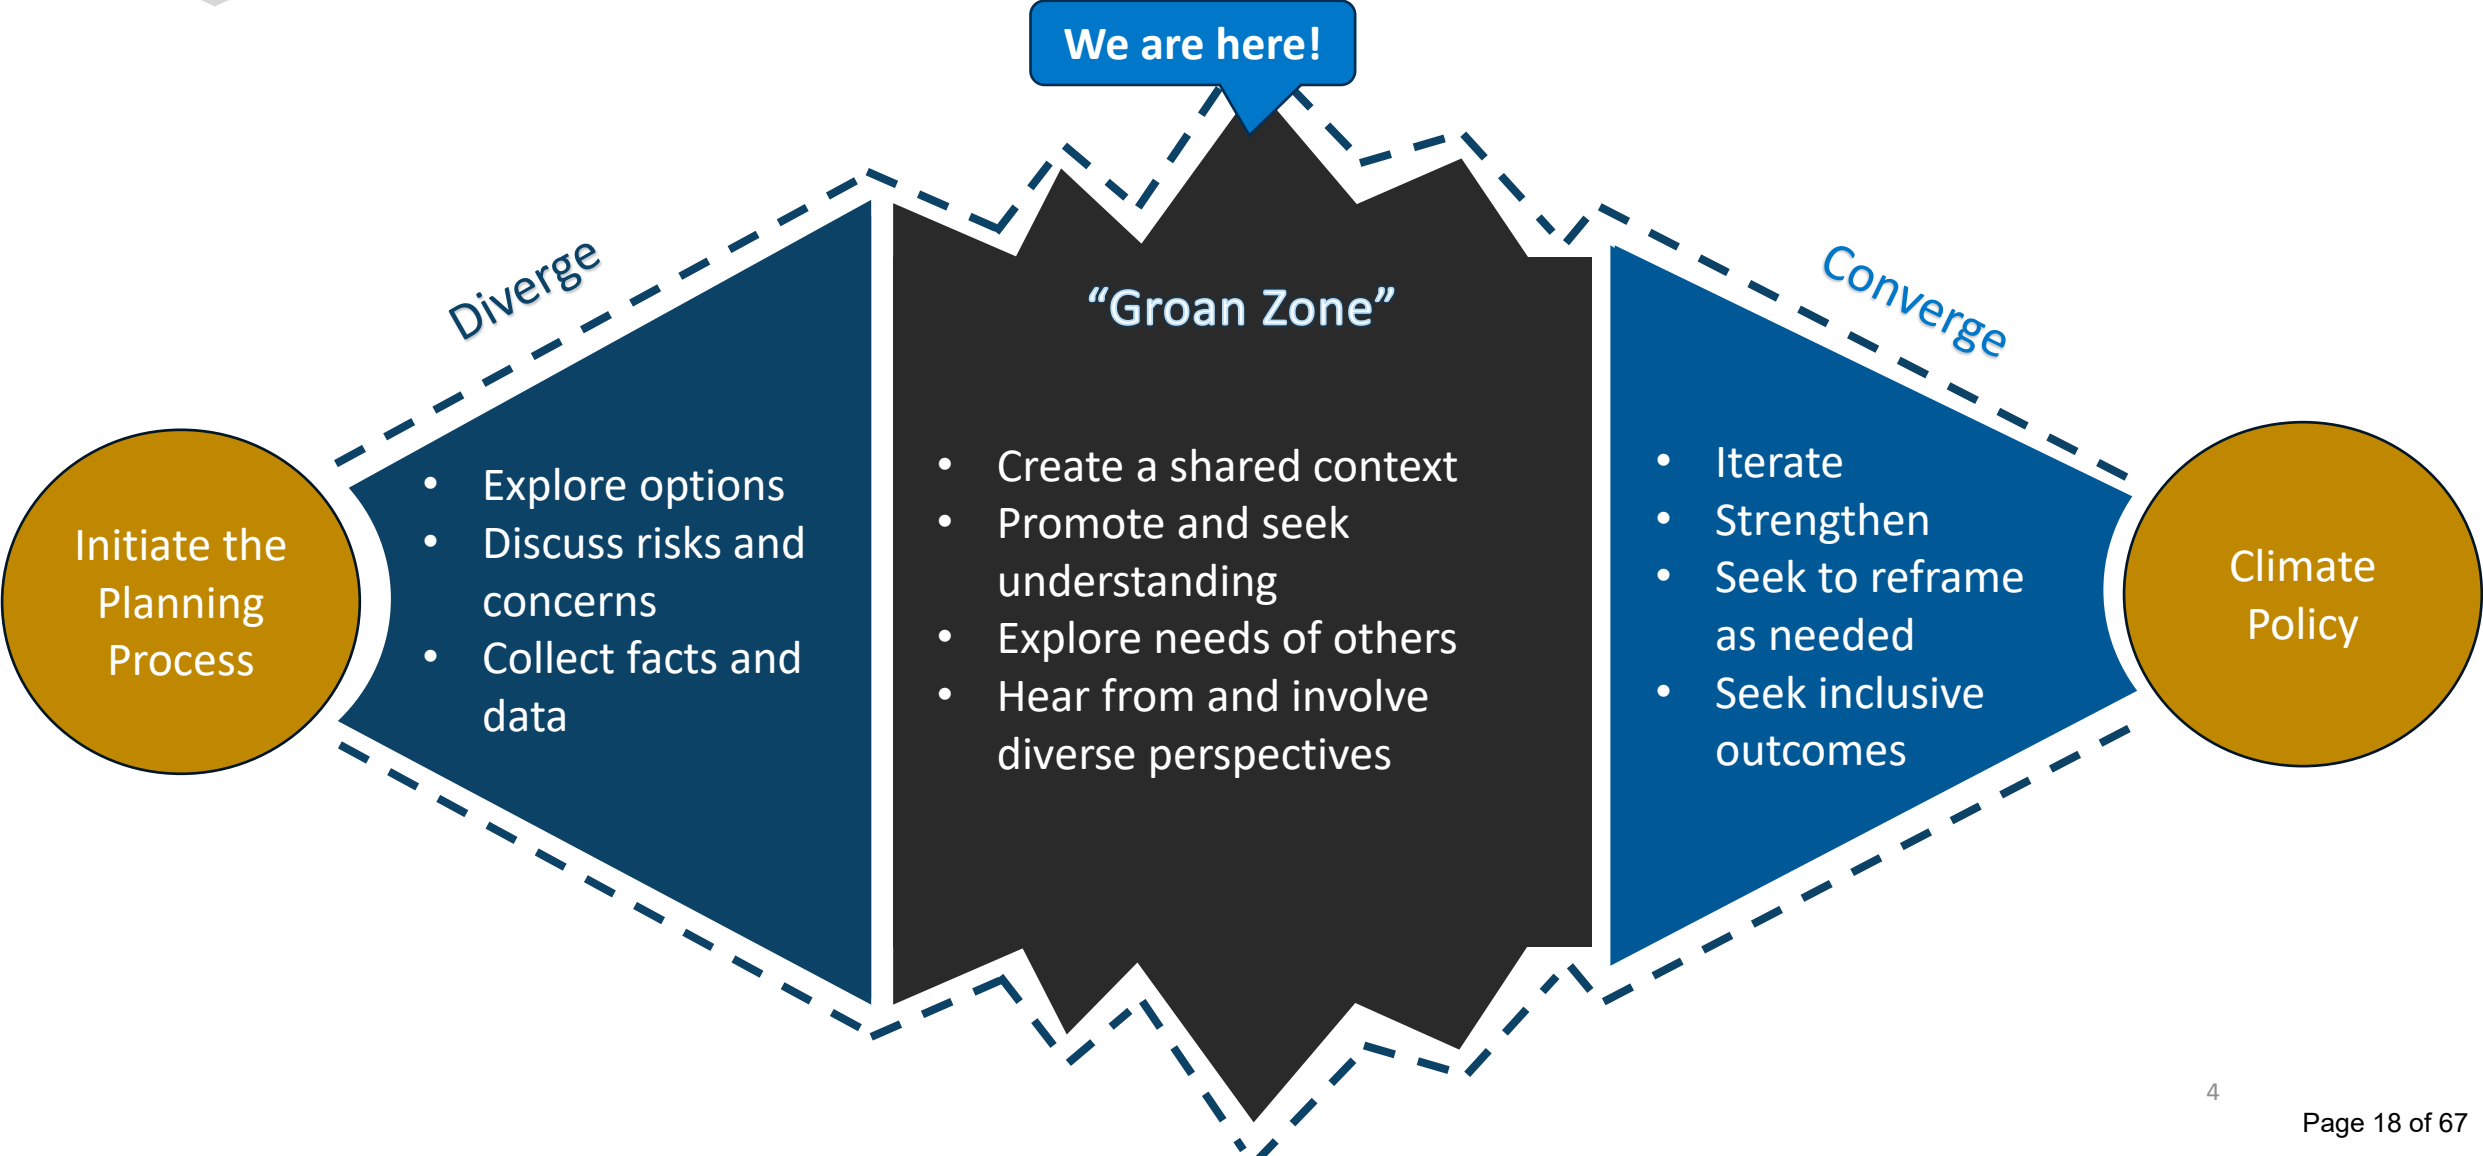 We are here!
Diverge
Converge
“Groan Zone”
Initiate the
Planning
Process
• Explore options
• Discuss risks and
concerns
• Collect facts and
data
• Create a shared context
• Promote and seek
understanding
• Explore needs of others
• Hear from and involve
diverse perspectives
• Iterate
• Strengthen
• Seek to reframe
as needed
• Seek inclusive
outcomes
Climate
Policy
4
Page 18 of 67